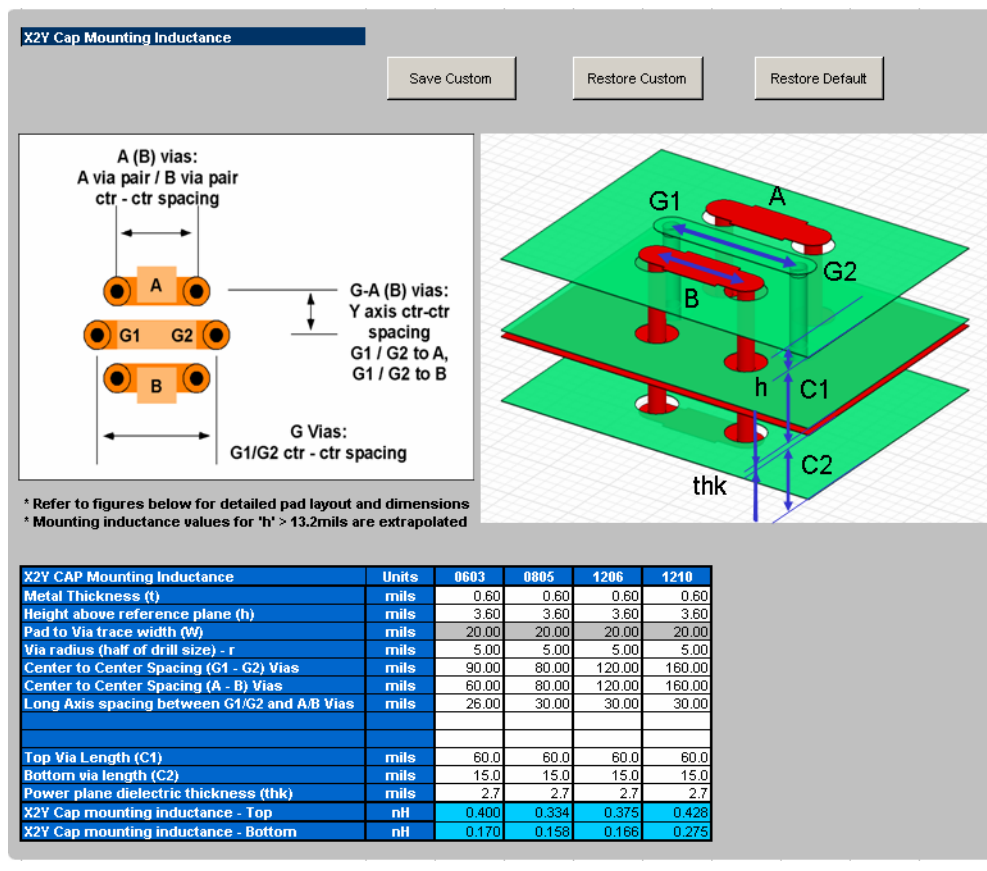 X2Y Cap Mounting Inductance
Save Custom
Restore Custom
Restore Default
A (B) vias:
A via pair / B via pair
ctr - ctr spacing
A
G1
G2
B
G-A (B) vias:
Y axis ctr-ctr
spacing
G1 / G2 to A,
G1 / G2 to B
G Vias:
G1/G2 ctr - ctr spacing
G1
A
G2
B
h
C1
C2
thk
* Refer to figures below for detailed pad layout and dimensions
* Mounting inductance values for 'h' > 13.2mils are extrapolated
X2Y CAP Mounting Inductance Units 0603 0805 1206 1210
Metal Thickness (t) mils 0.60 0.60 0.60 0.60
Height above reference plane (h) mils 3.60 3.60 3.60 3.60
Pad to Via trace width (W) mils 20.00 20.00 20.00 20.00
Via radius (half of drill size) - r mils 5.00 5.00 5.00 5.00
Center to Center Spacing (G1 - G2) Vias mils 90.00 80.00 120.00 160.00
Center to Center Spacing (A - B) Vias mils 60.00 80.00 120.00 160.00
Long Axis spacing between G1/G2 and A/B Vias mils 26.00 30.00 30.00 30.00
Top Via Length (C1) mils 60.0 60.0 60.0 60.0
Bottom via length (C2) mils 15.0 15.0 15.0 15.0
Power plane dielectric thickness (thk) mils 2.7 2.7 2.7 2.7
X2Y Cap mounting inductance - Top nH 0.400 0.334 0.375 0.428
X2Y Cap mounting inductance - Bottom nH 0.170 0.158 0.166 0.275